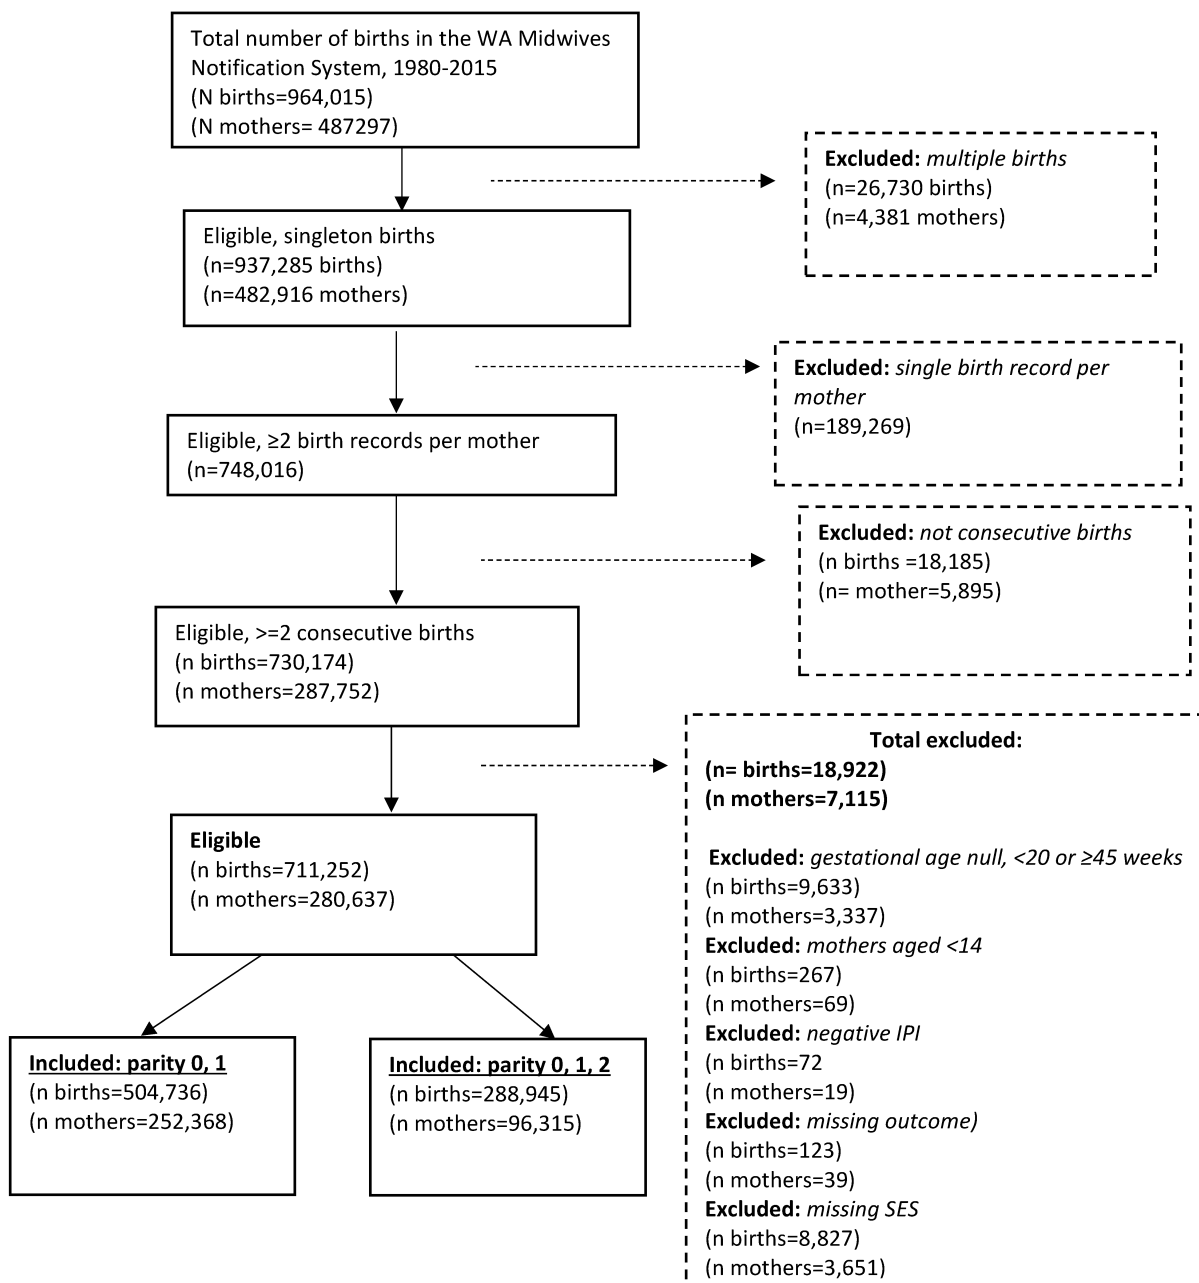 Total number of births in the WA Midwives
Notification System, 1980-2015
(N births=964,015)
(N mothers= 487297)
Excluded: multiple births
(n=26,730 births)
(n=4,381 mothers)
Eligible, singleton births
(n=937,285 births)
(n=482,916 mothers)
Excluded: single birth record per
mother
(n=189,269)
Eligible, ≥2 birth records per mother
(n=748,016)
Excluded: not consecutive births
(n births =18,185)
(n= mother=5,895)
Eligible, >=2 consecutive births
(n births=730,174)
(n mothers=287,752)
Total excluded:
(n= births=18,922)
(n mothers=7,115)
Excluded: gestational age null, <20 or ≥45 weeks
(n births=9,633)
(n mothers=3,337)
Excluded: mothers aged <14
(n births=267)
(n mothers=69)
Excluded: negative IPI
(n births=72
(n mothers=19)
Excluded: missing outcome)
(n births=123)
(n mothers=39)
Excluded: missing SES
(n births=8,827)
(n mothers=3,651)
Eligible
(n births=711,252)
(n mothers=280,637)
Included: parity 0, 1
(n births=504,736)
(n mothers=252,368)
Included: parity 0, 1, 2
(n births=288,945)
(n mothers=96,315)